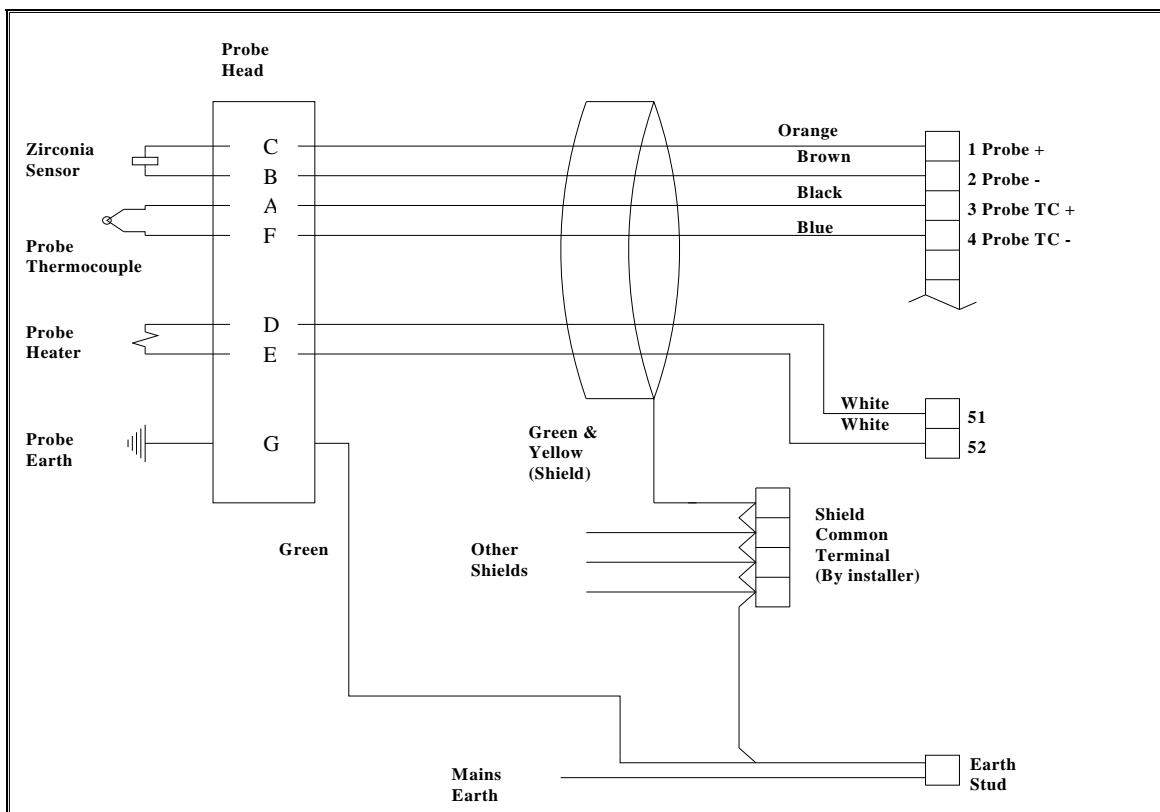 Probe
Head
Zirconia
Sensor
C
B
A
F
Orange
Brown
Black
Blue
1 Probe +
2 Probe -
3 Probe TC +
4 Probe TC -
Probe
Thermocouple
Probe
Heater
D
E
White
White
51
52
Probe
Earth
G
Green &
Yellow
(Shield)
Green
Other
Shields
Shield
Common
Terminal
(By installer)
Mains
Earth
Earth
Stud